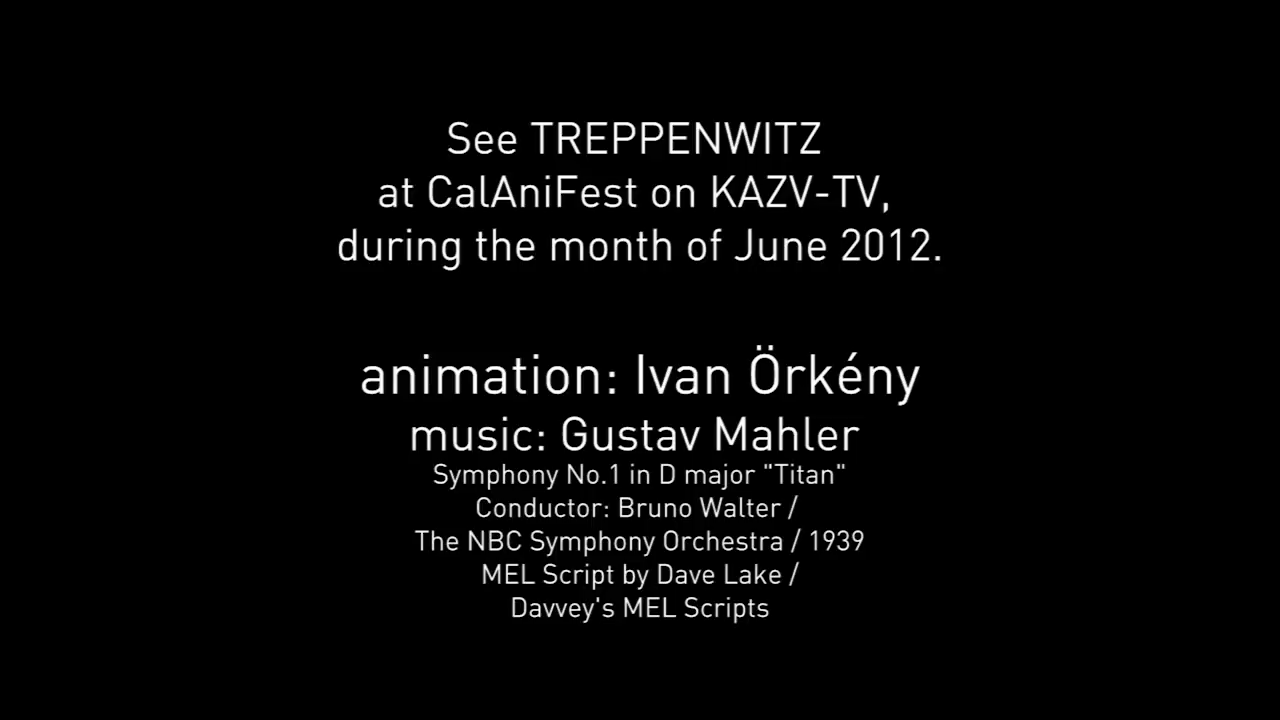 See TREPPENWITZ
at CalAniFest on KAZV-TV,
during the month of June 2012.
animation: Ivan Örkény
music: Gustav Mahler
Symphony No.1 in D major "Titan"
Conductor: Bruno Walter /
The NBC Symphony Orchestra / 1939
MEL Script by Dave Lake /
Davvey's MEL Scripts